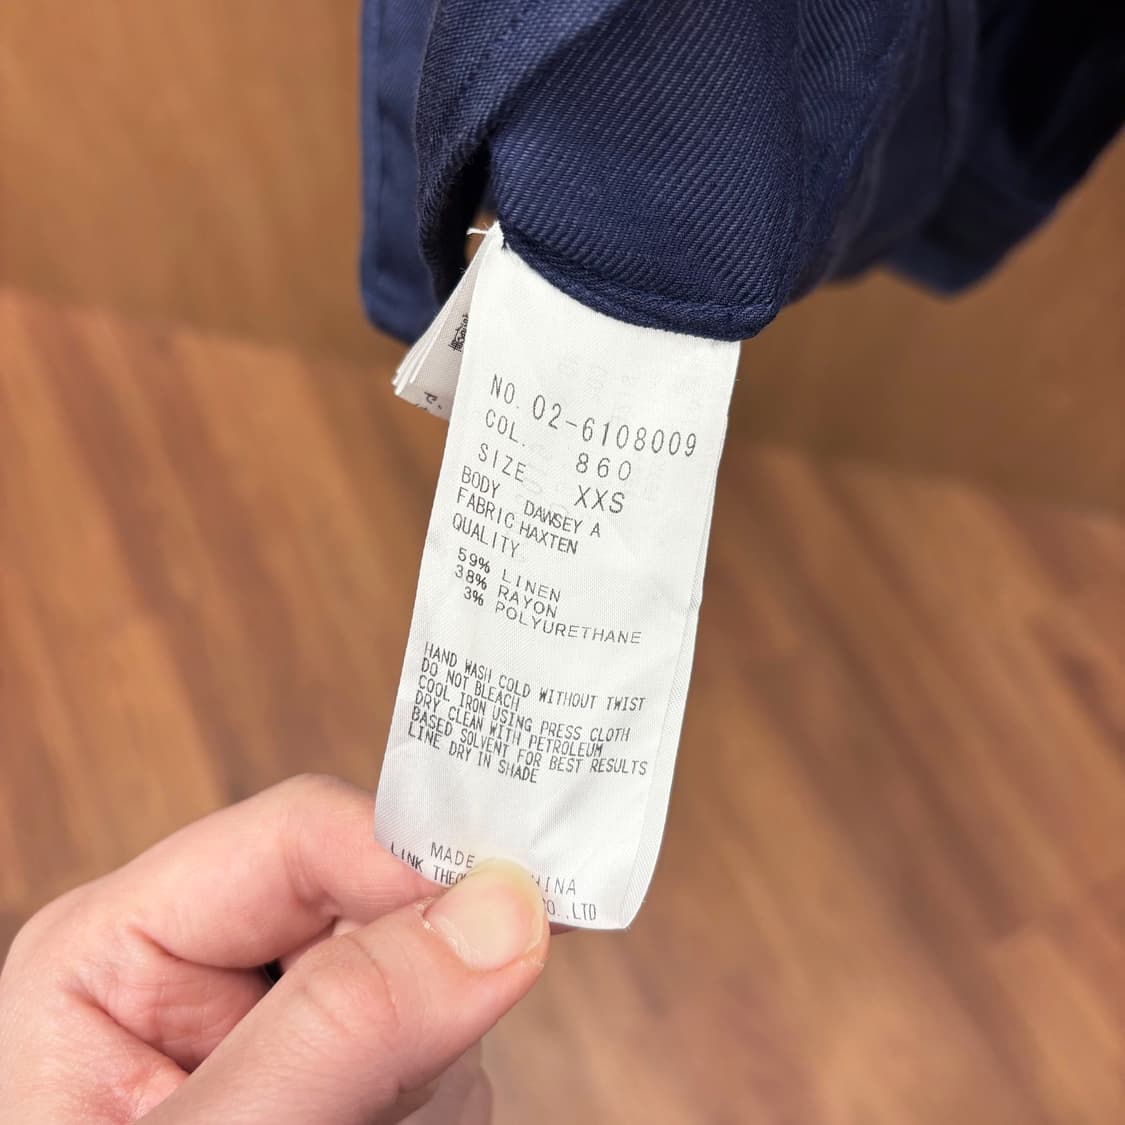 NO. 02-6108009
COL. 860
SIZE XXS
BODY DAWSEY A
FABRIC HAXTEN
QUALITY
59% LINEN
38% RAYON
3% POLYURETHANE
HAND WASH COLD WITHOUT TWIST
DO NOT BLEACH
COOL IRON USING PRESS CLOTH
DRY CLEAN WITH PETROLEUM
BASED SOLVENT FOR BEST RESULTS
LINE DRY IN SHADE
MADE
LINK CO.,LTD